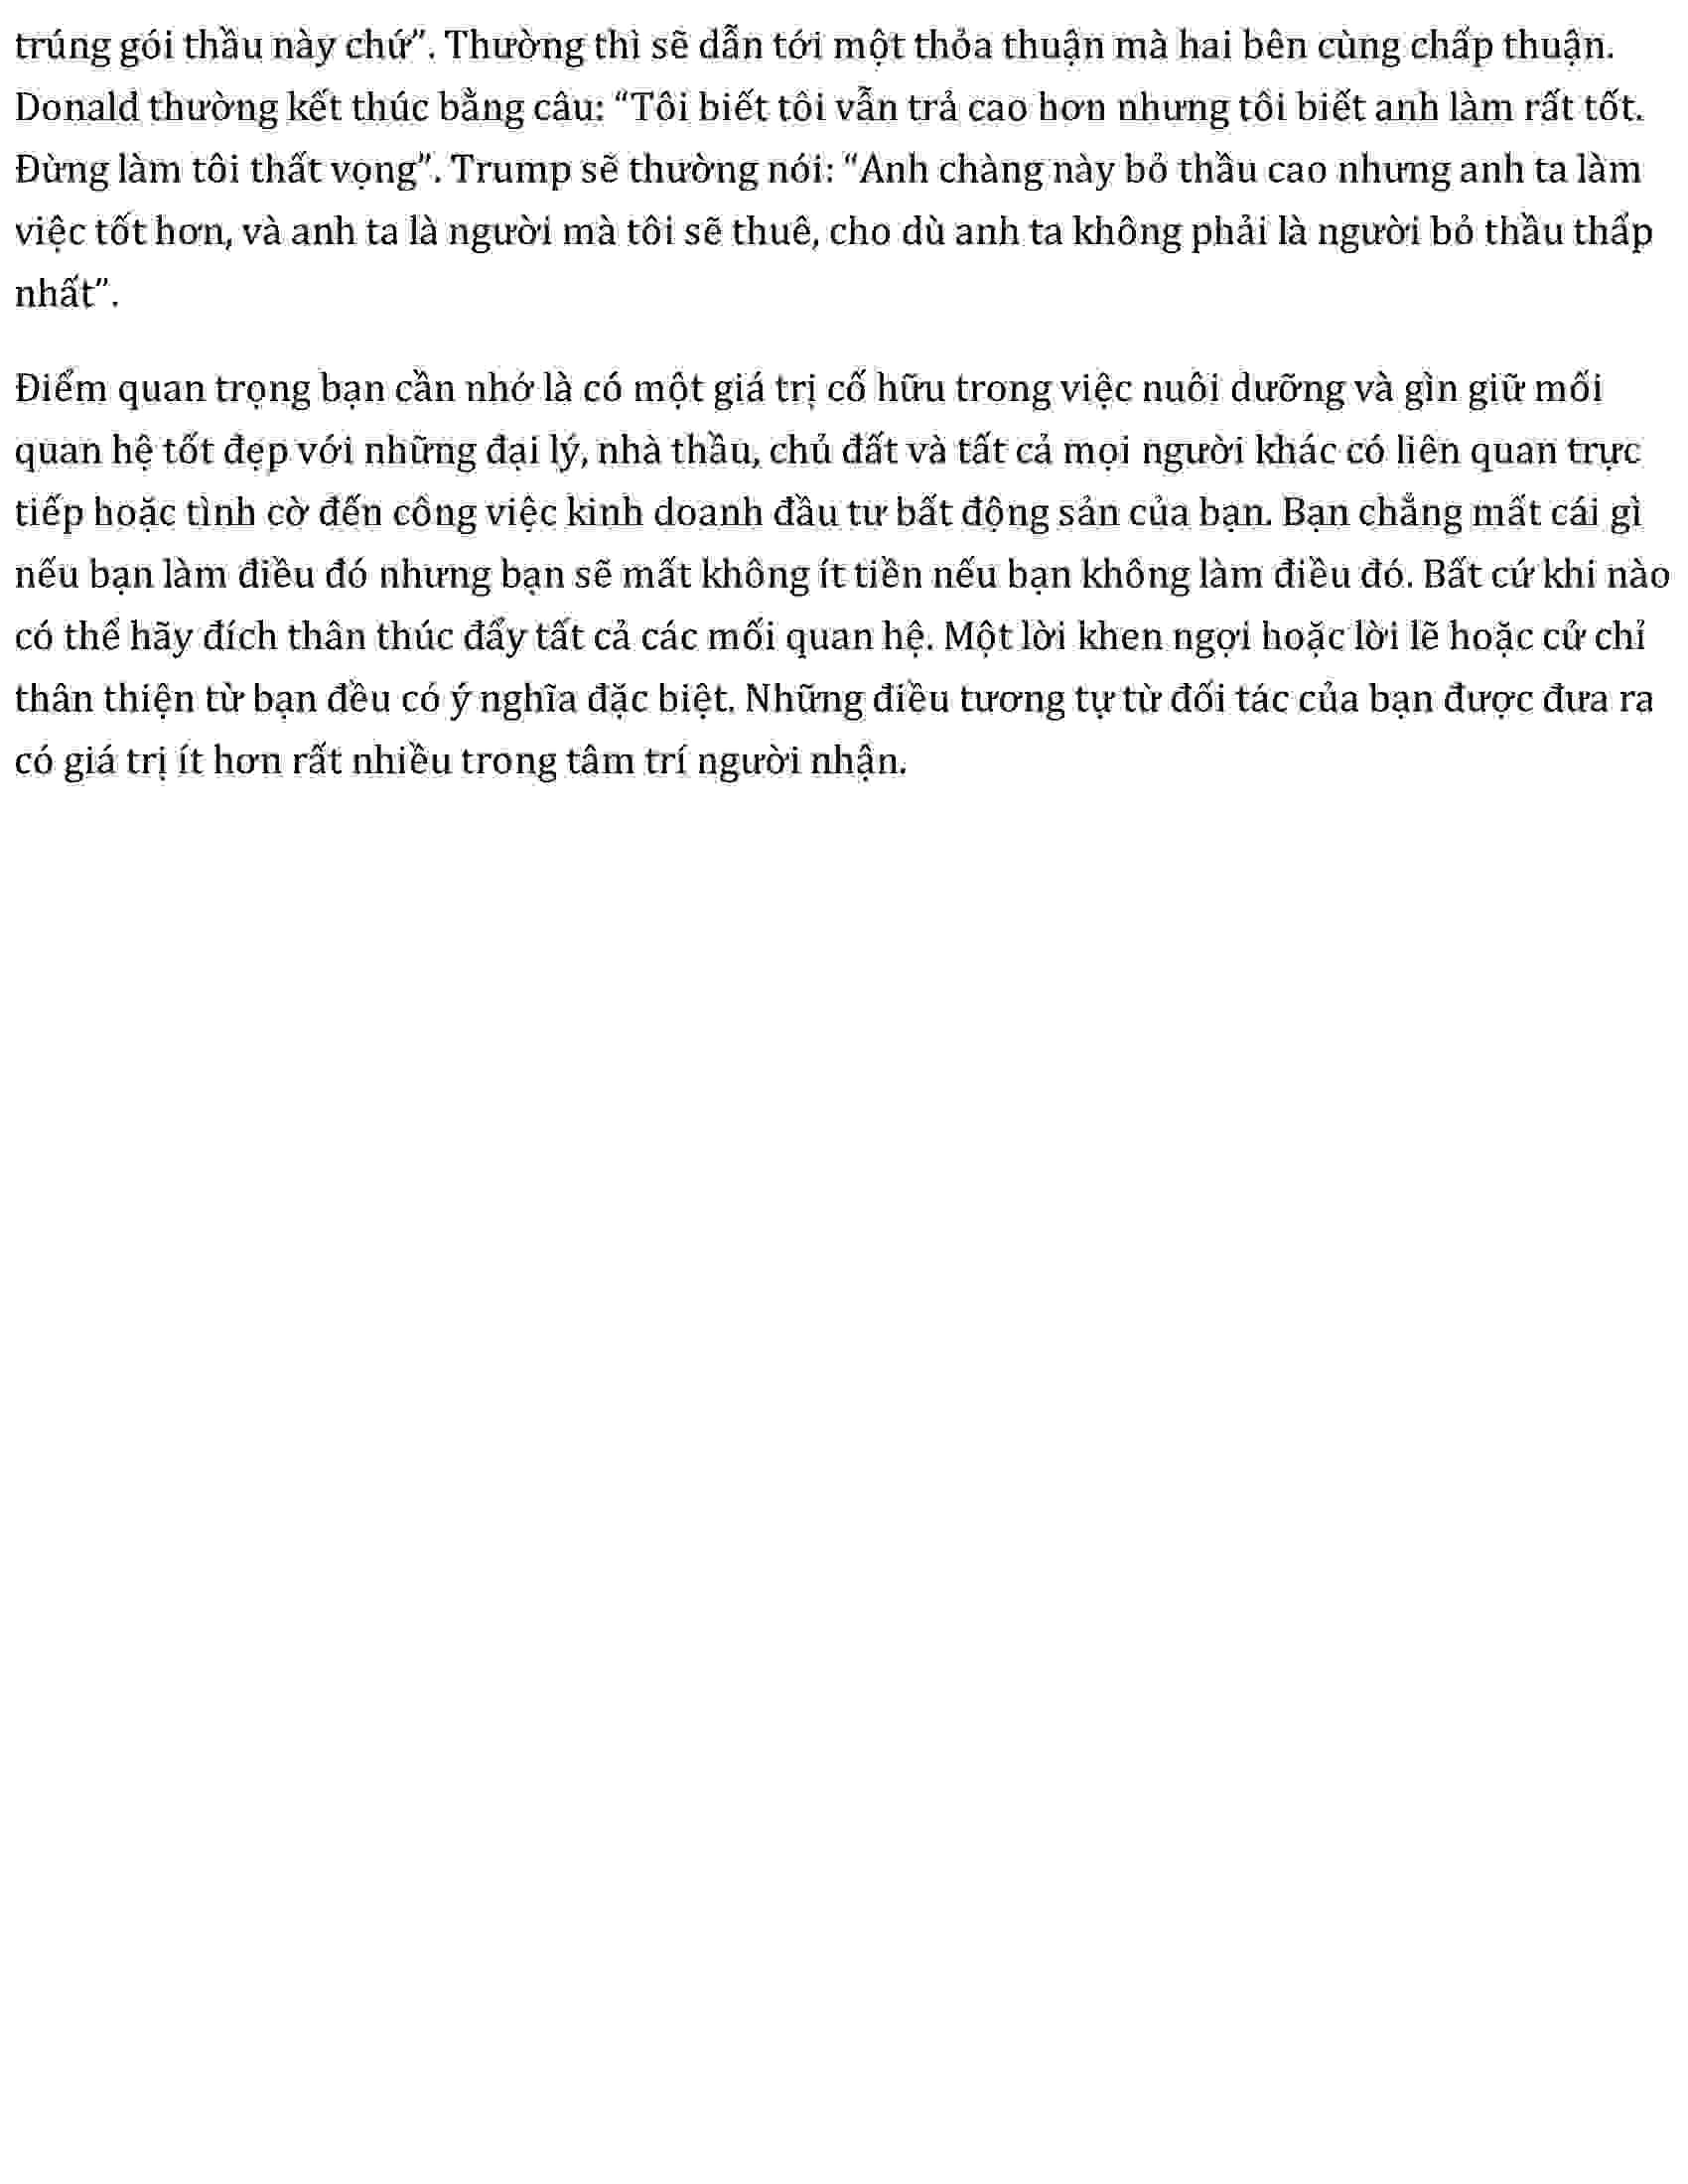 trúng gói thầu này chứ”. Thường thì sẽ dẫn tới một thỏa thuận mà hai bên cùng chấp thuận.
Donald thường kết thúc bằng câu: “Tôi biết tôi vẫn trả cao hơn nhưng tôi biết anh làm rất tốt.
Đừng làm tôi thất vọng”. Trump sẽ thường nói: “Anh chàng này bỏ thầu cao nhưng anh ta làm
việc tốt hơn, và anh ta là người mà tôi sẽ thuê, cho dù anh ta không phải là người bỏ thầu thấp
nhất”.
Điểm quan trọng bạn cần nhớ là có một giá trị cố hữu trong việc nuôi dưỡng và gìn giữ mối
quan hệ tốt đẹp với những đại lý, nhà thầu, chủ đất và tất cả mọi người khác có liên quan trực
tiếp hoặc tình cờ đến công việc kinh doanh đầu tư bất động sản của bạn. Bạn chẳng mất cái gì
nếu bạn làm điều đó nhưng bạn sẽ mất không ít tiền nếu bạn không làm điều đó. Bất cứ khi nào
có thể hãy đích thân thúc đẩy tất cả các mối quan hệ. Một lời khen ngợi hoặc lời lẽ hoặc cử chỉ
thân thiện từ bạn đều có ý nghĩa đặc biệt. Những điều tương tự từ đối tác của bạn được đưa ra
có giá trị ít hơn rất nhiều trong tâm trí người nhận.